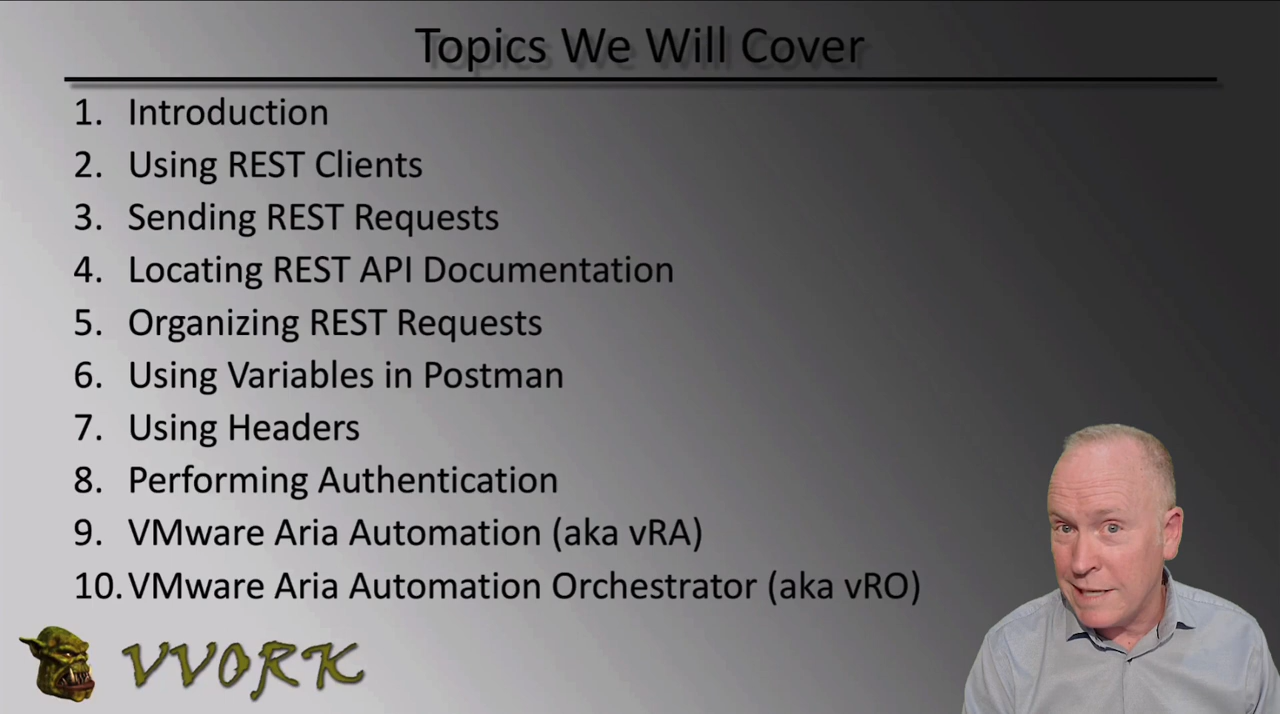 Topics We Will Cover
1. Introduction
2. Using REST Clients
3. Sending REST Requests
4. Locating REST API Documentation
5. Organizing REST Requests
6. Using Variables in Postman
7. Using Headers
8. Performing Authentication
9. VMware Aria Automation (aka vRA)
10. VMware Aria Automation Orchestrator (aka vRO)
VVORK